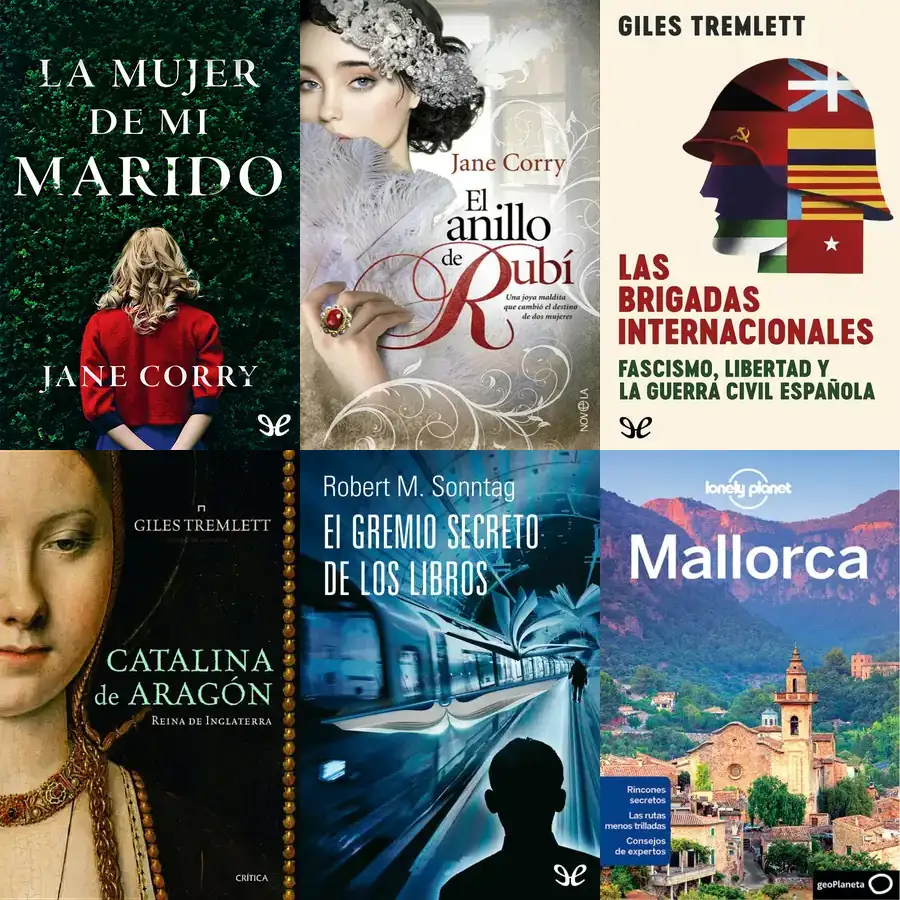 LA MUJER
DE MI
MARIDO
JANE CORRY
Jane Corry
El
anillo
de Rubí
Una joya maldita
que cambió el destino
de dos mujeres
NOVELA
GILES TREMLETT
LAS
BRIGADAS
INTERNACIONALES
FASCISMO, LIBERTAD Y
LA GUERRA CIVIL ESPAÑOLA
GILES TREMLETT
CATALINA
de ARAGÓN
REINA DE INGLATERRA
CRÍTICA
Robert M. Sonntag
El GREMIO SECRETO
DE LOS LIBROS
lonely planet
Mallorca
Rincones
secretos
Las rutas
menos trilladas
Consejos
de expertos
geoPlaneta